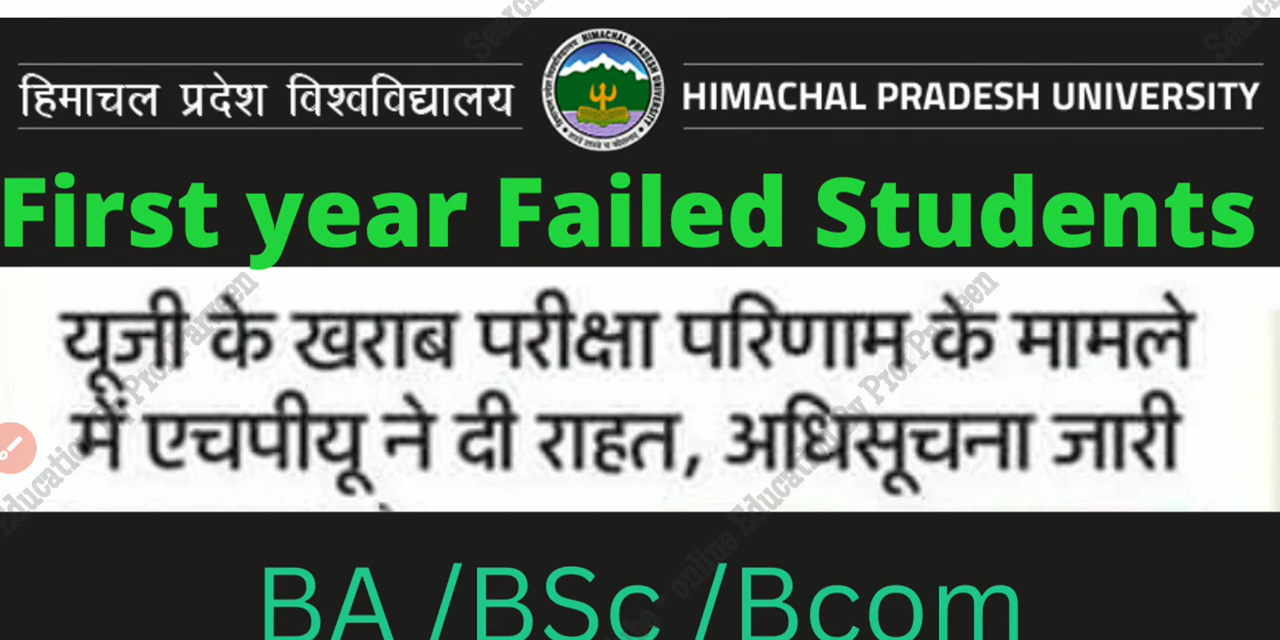 हिमाचल प्रदेश विश्वविद्यालय
HIMACHAL PRADESH UNIVERSITY
First year Failed Students
यूजी के खराब परीक्षा परिणाम के मामले
में एचपीयू ने दी राहत, अधिसूचना जारी
BA /BSc /Bcom